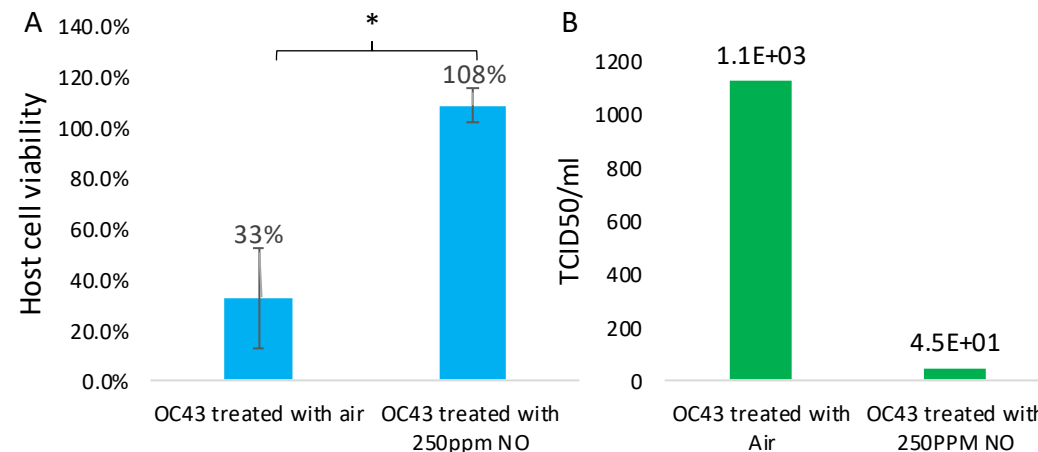 A
140.0%
120.0%
100.0%
80.0%
60.0%
40.0%
20.0%
0.0%
Host cell viability
*
33%
108%
OC43 treated with air
OC43 treated with
250ppm NO
B
1200
1000
800
600
400
200
0
TCID50/ml
1.1E+03
4.5E+01
OC43 treated with
Air
OC43 treated with
250PPM NO